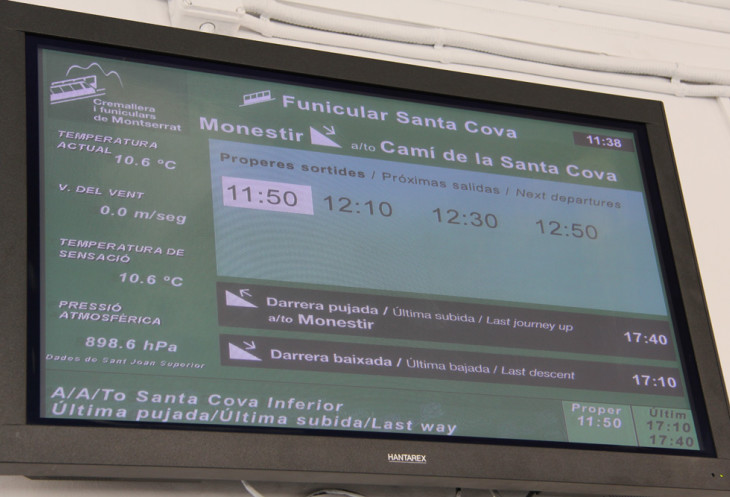 Cremallera
i funiculars
de Montserrat
Funicular Santa Cova
11:38
Monestir a/to Camí de la Santa Cova
TEMPERATURA
ACTUAL
10.6 ºC
V. DEL VENT
0.0 m/seg
TEMPERATURA DE
SENSACIÓ
10.6 ºC
PRESSIÓ
ATMOSFÈRICA
898.6 hPa
Dades de Sant Joan Superior
Properes sortides / Próximas salidas / Next departures
11:50 12:10 12:30 12:50
Darrera pujada / Última subida / Last journey up
a/to Monestir
17:40
Darrera baixada / Última bajada / Last descent
17:10
A/A/To Santa Cova Inferior
Última pujada/Última subida/Last way
Proper
11:50
Últim
17:10
17:40
HANTAREX